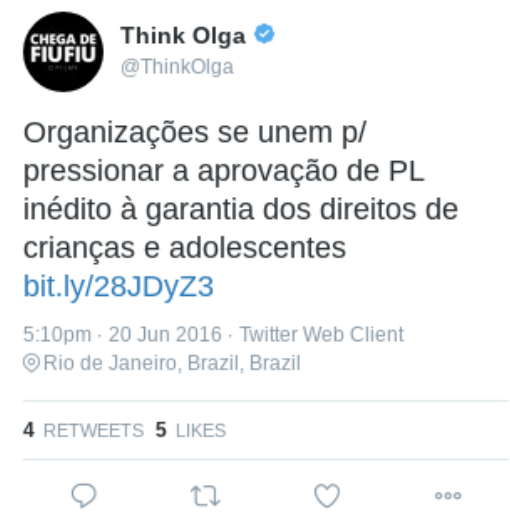 CHEGA DE
FIUFIU
Think Olga
@ThinkOlga
Organizações se unem p/
pressionar a aprovação de PL
inédito à garantia dos direitos de
crianças e adolescentes
bit.ly/28JDyZ3
5:10pm · 20 Jun 2016 · Twitter Web Client
Rio de Janeiro, Brazil, Brazil
4 RETWEETS 5 LIKES